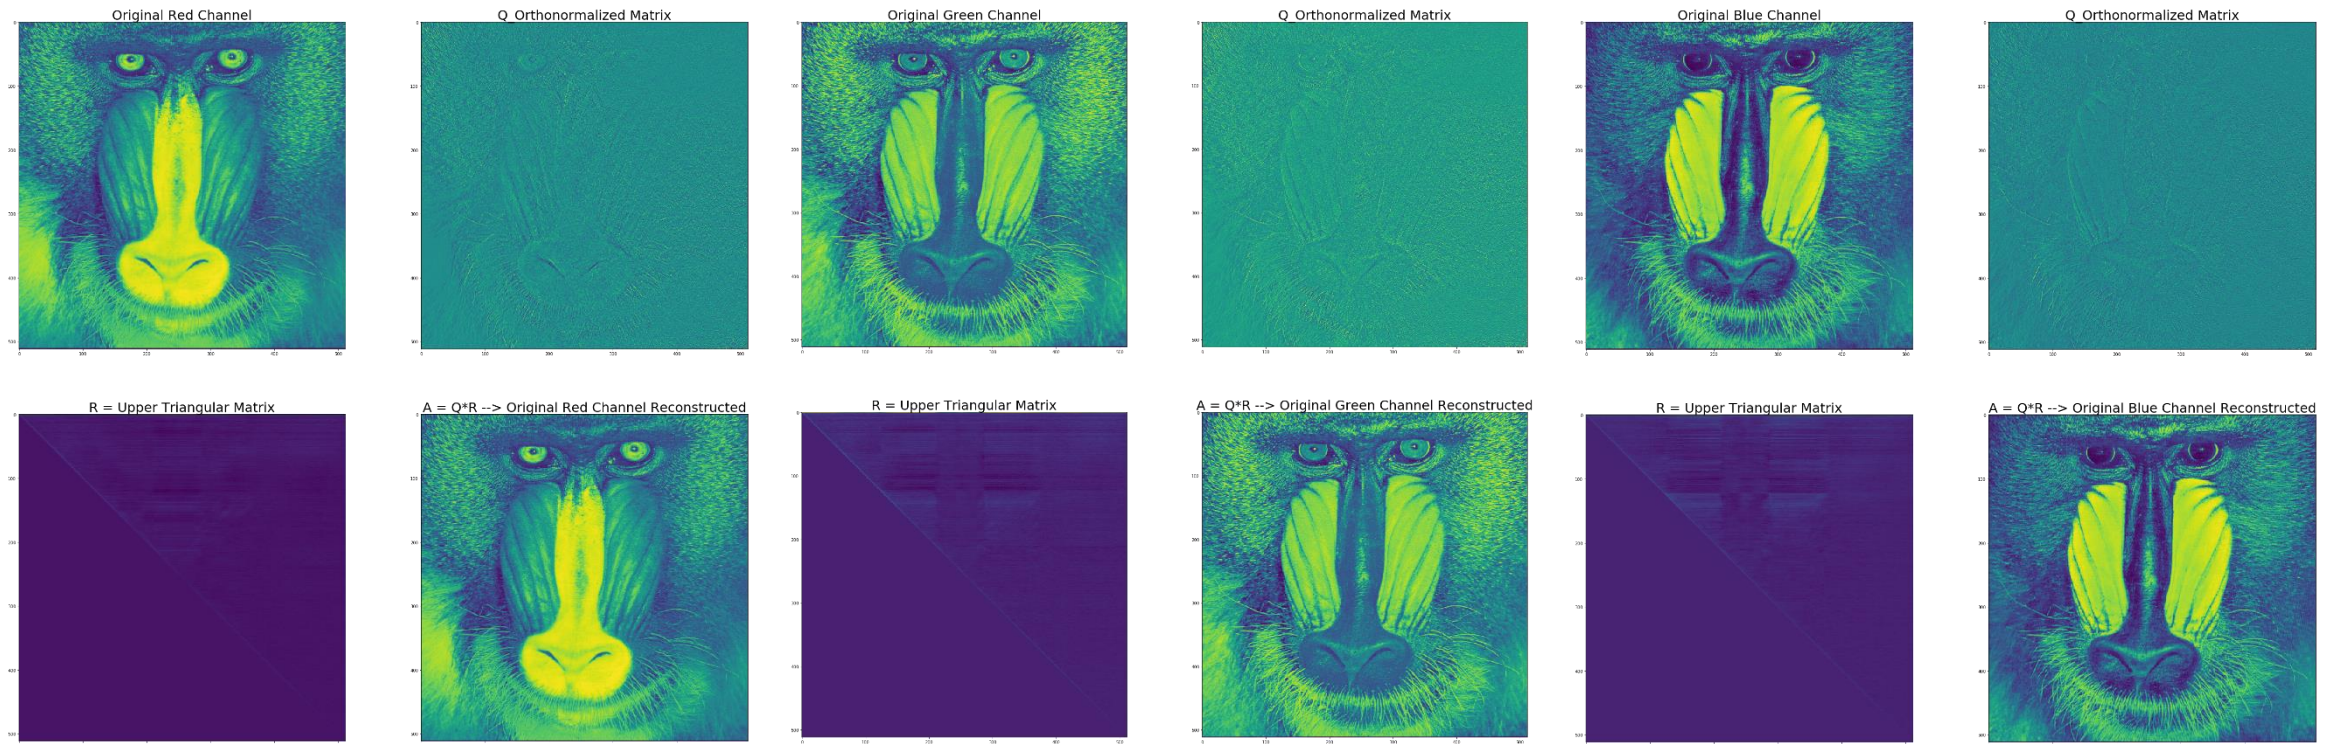 Original Red Channel
Q_Orthonormalized Matrix
Original Green Channel
Q_Orthonormalized Matrix
Original Blue Channel
Q_Orthonormalized Matrix
R = Upper Triangular Matrix
A = Q*R --> Original Red Channel Reconstructed
R = Upper Triangular Matrix
A = Q*R --> Original Green Channel Reconstructed
R = Upper Triangular Matrix
A = Q*R --> Original Blue Channel Reconstructed